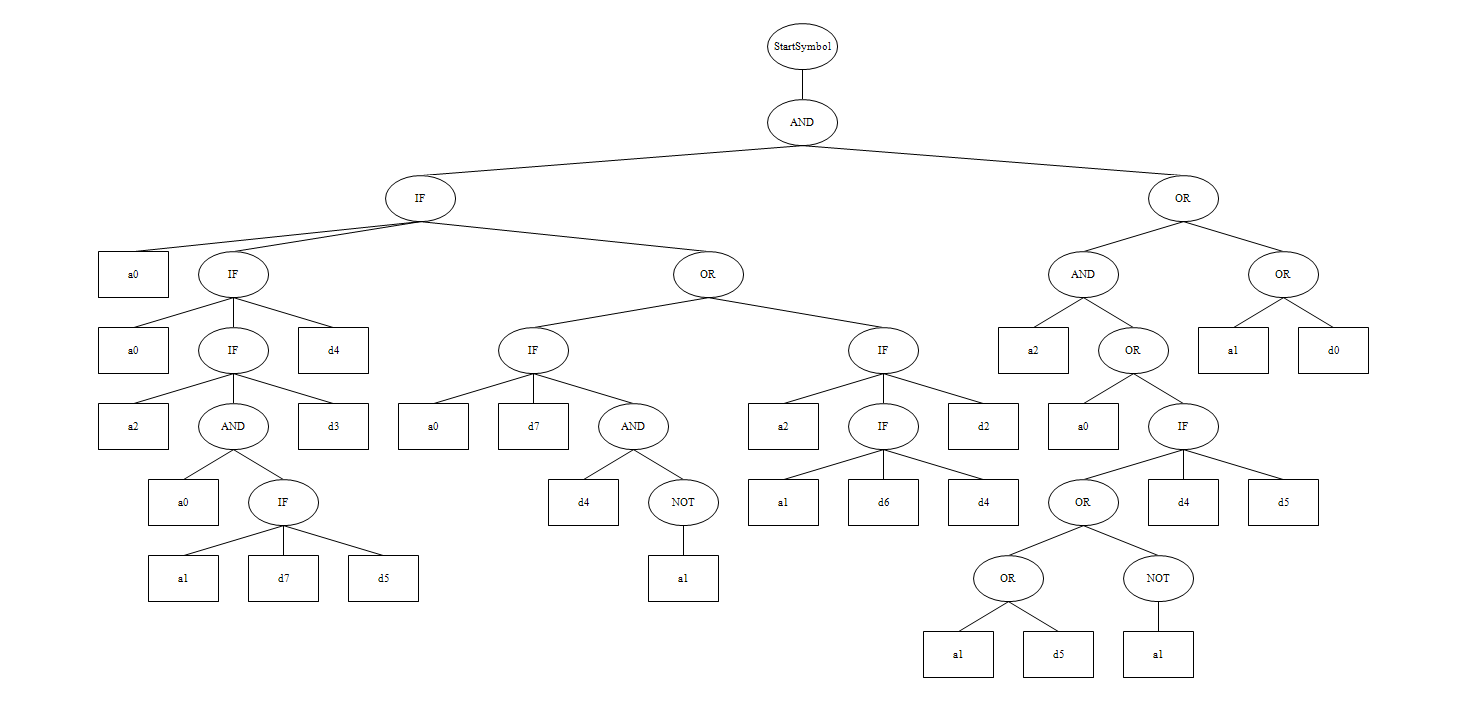 StartSymbol
AND
IF OR
a0 IF OR AND OR
a0 IF d4 IF IF a2 OR a1 d0
a2 AND d3 a0 d7 AND a2 IF d2 a0 IF
a0 IF d4 NOT a1 d6 d4 OR d4 d5
a1 d7 d5 a1 OR NOT
a1 d5 a1